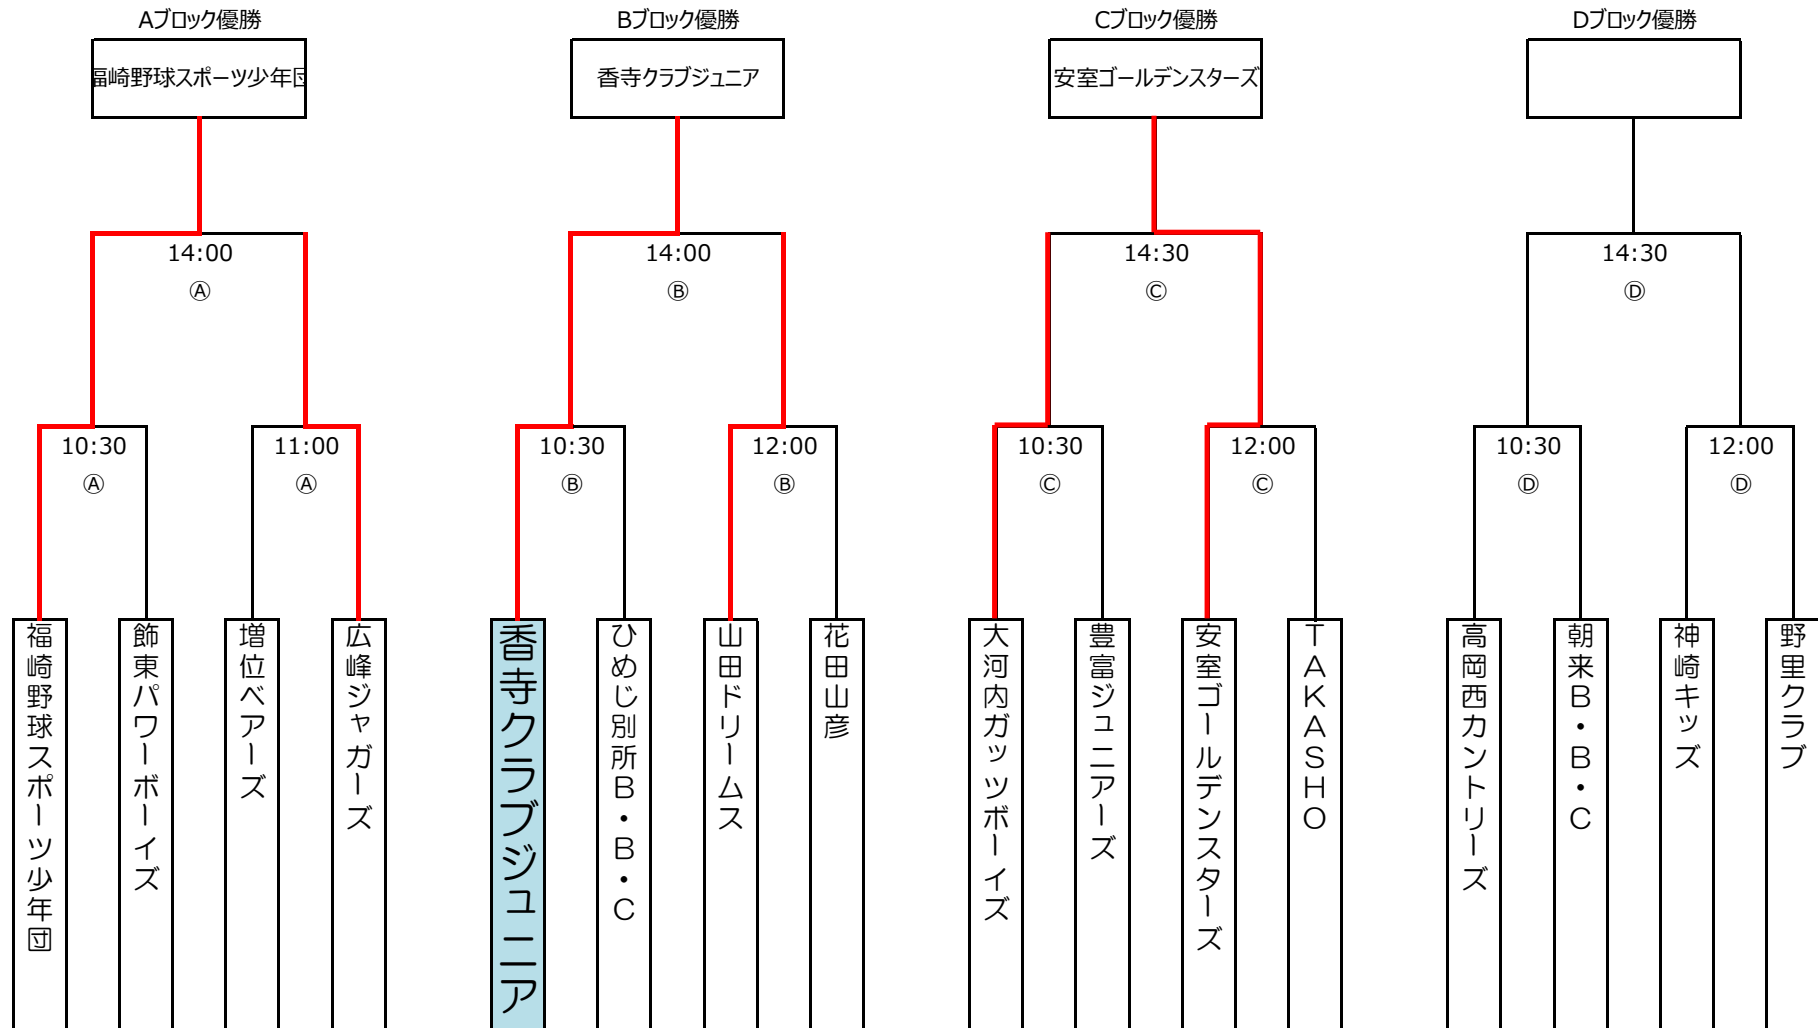 Aブロック優勝
Bブロック優勝
Cブロック優勝
Dブロック優勝
福崎野球スポーツ少年団
香寺クラブジュニア
安室ゴールデンスターズ
14:00
Ⓐ
14:00
Ⓑ
14:30
Ⓒ
14:30
Ⓓ
10:30
Ⓐ
11:00
Ⓐ
10:30
Ⓑ
12:00
Ⓑ
10:30
Ⓒ
12:00
Ⓒ
10:30
Ⓓ
12:00
Ⓓ
福崎野球スポーツ少年団
飾東パワーボーイズ
増位ベアーズ
広峰ジャガーズ
香寺クラブジュニア
ひめじ別所B・B・C
山田ドリームス
花田山彦
大河内ガッツボーイズ
豊富ジュニアーズ
安室ゴールデンスターズ
TAKASHO
高岡西カントリーズ
朝来B・B・C
神崎キッズ
野里クラブ